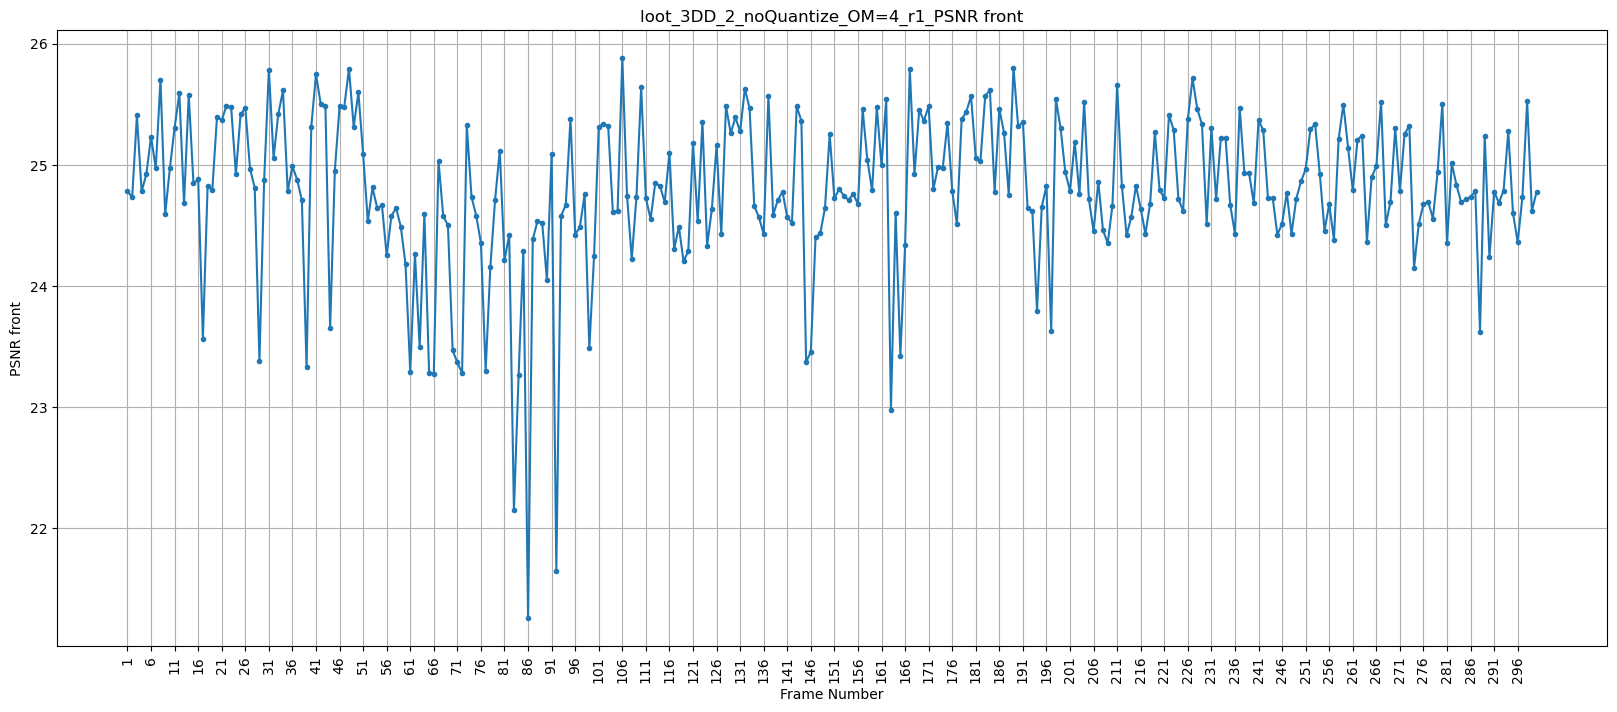 loot_3DD_2_noQuantize_OM=4_r1_PSNR front
26
25
24
23
22
PSNR front
1 6 11 16 21 26 31 36 41 46 51 56 61 66 71 76 81 86 91 96 101 106 111 116 121 126 131 136 141 146 151 156 161 166 171 176 181 186 191 196 201 206 211 216 221 226 231 236 241 246 251 256 261 266 271 276 281 286 291 296
Frame Number